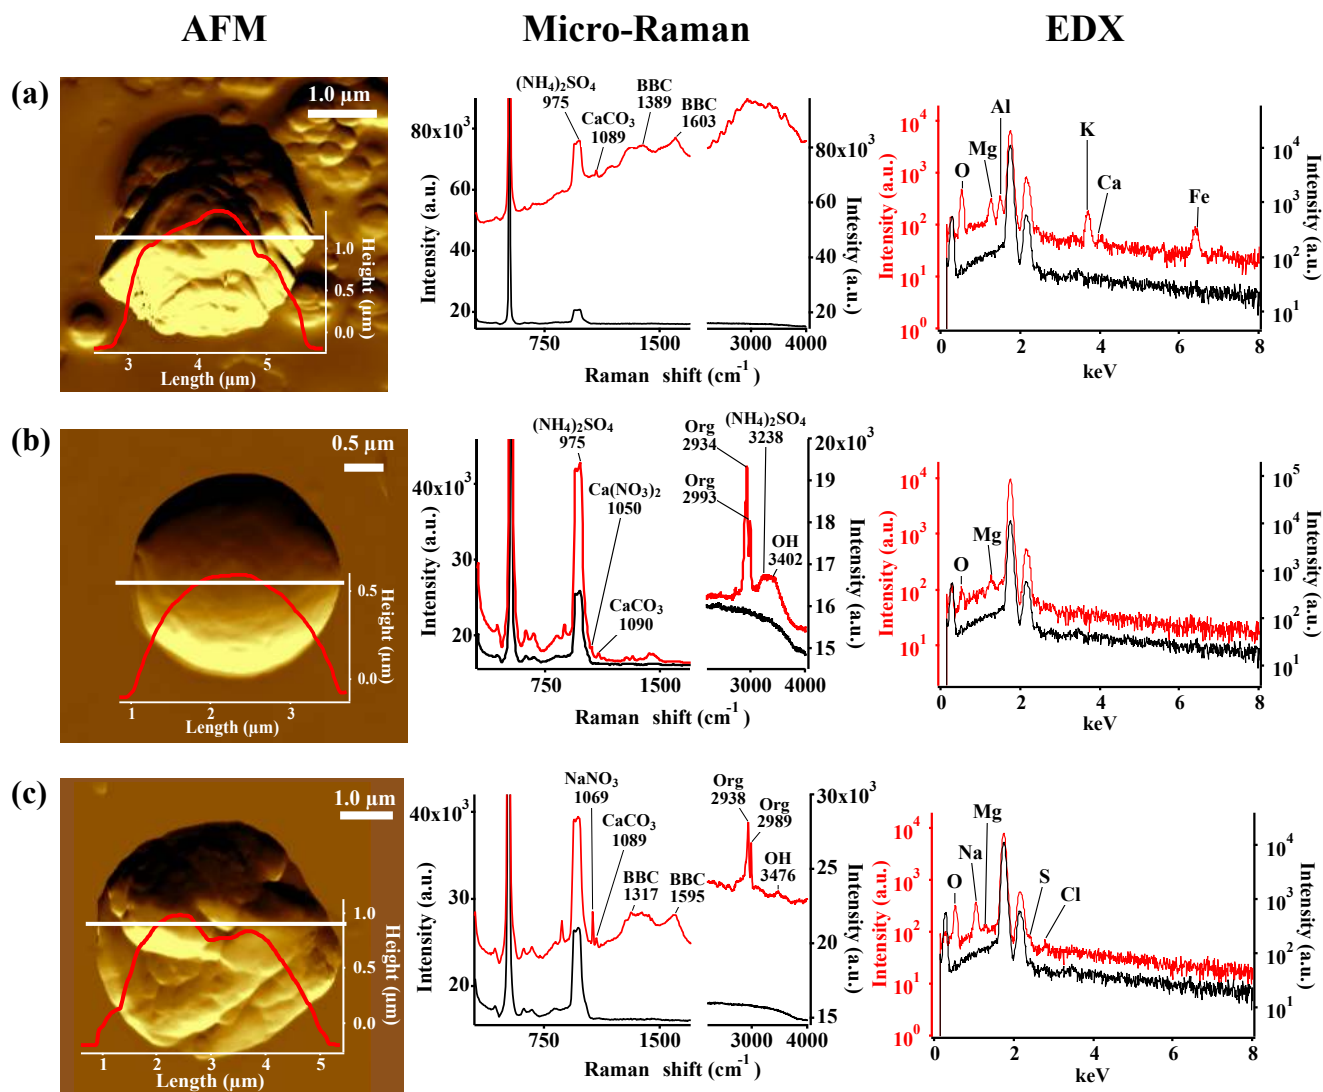 AFM Micro-Raman EDX
(a)
1.0 µm
1.0
0.5
0.0
Height (µm)
3 4 5
Length (µm)
(NH₄)₂SO₄
975
CaCO₃
1089
BBC
1389
BBC
1603
80x10³
60
40
20
Intensity (a.u.)
80x10³
60
40
20
Intesity (a.u.)
750 1500 3000 4000
Raman shift (cm⁻¹)
O Mg Al K Ca Fe
10⁴
10³
10²
10¹
10⁰
Intensity (a.u.)
10⁴
10³
10²
10¹
Intensity (a.u.)
0 2 4 6 8
keV
(b)
0.5 µm
0.5
0.0
Height (µm)
1 2 3
Length (µm)
(NH₄)₂SO₄
975
Ca(NO₃)₂
1050
CaCO₃
1090
Org
2934
Org
2993
(NH₄)₂SO₄
3238
OH
3402
40x10³
30
20
Intensity (a.u.)
20x10³
19
18
17
16
15
Intensity (a.u.)
750 1500 3000 4000
Raman shift (cm⁻¹)
O Mg
10⁴
10³
10²
10¹
Intensity (a.u.)
10⁵
10⁴
10³
10²
10¹
Intensity (a.u.)
0 2 4 6 8
keV
(c)
1.0 µm
1.0
0.5
0.0
Height (µm)
1 2 3 4 5
Length (µm)
NaNO₃
1069
CaCO₃
1089
BBC
1317
BBC
1595
Org
2938
Org
2989
OH
3476
40x10³
30
20
Intensity (a.u.)
30x10³
25
20
15
Intensity (a.u.)
750 1500 3000 4000
Raman shift (cm⁻¹)
O Na Mg S Cl
10⁴
10³
10²
10¹
10⁰
Intensity (a.u.)
10⁴
10³
10²
10¹
Intensity (a.u.)
0 2 4 6 8
keV